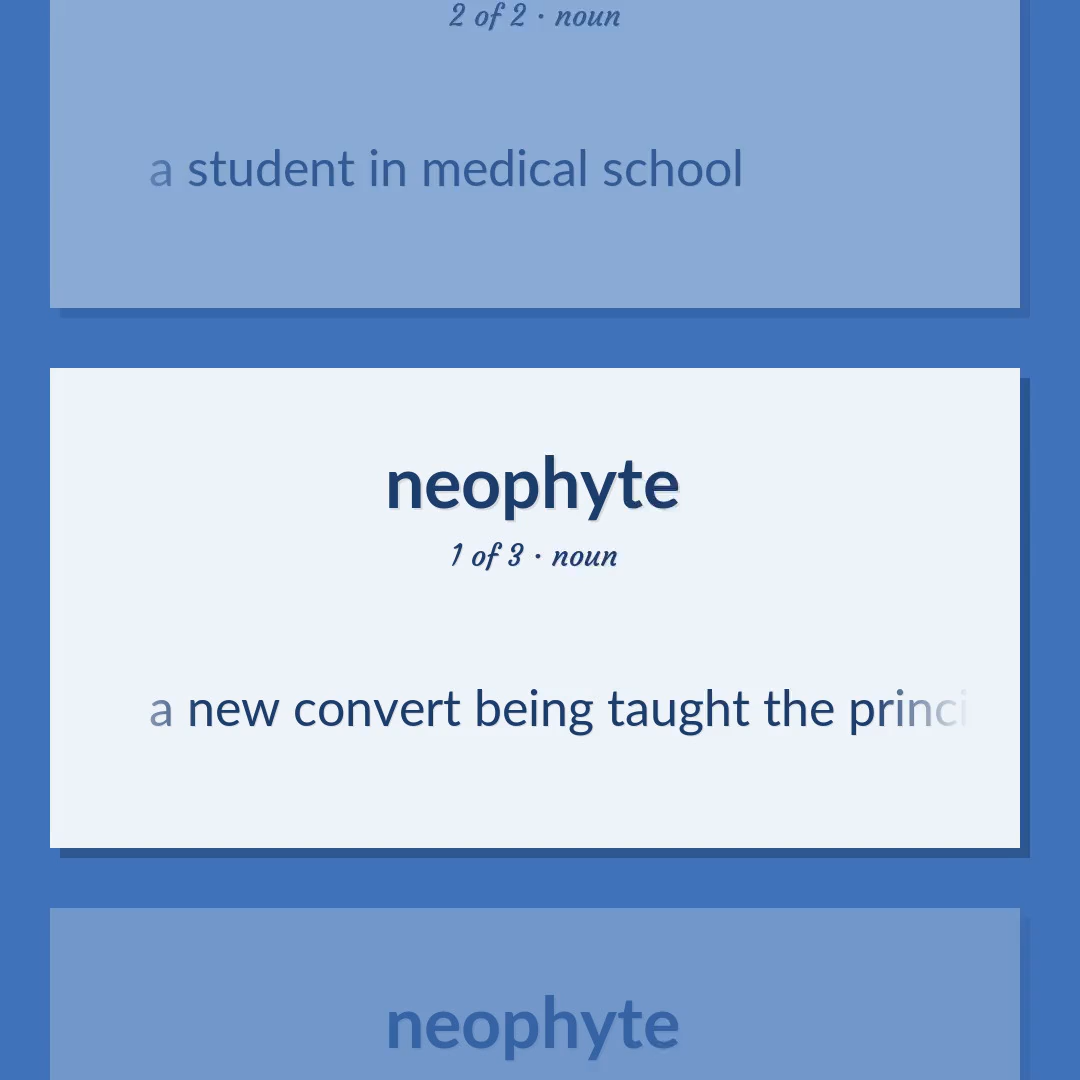 2 of 2 · noun
a student in medical school
neophyte
1 of 3 · noun
a new convert being taught the
neophyte